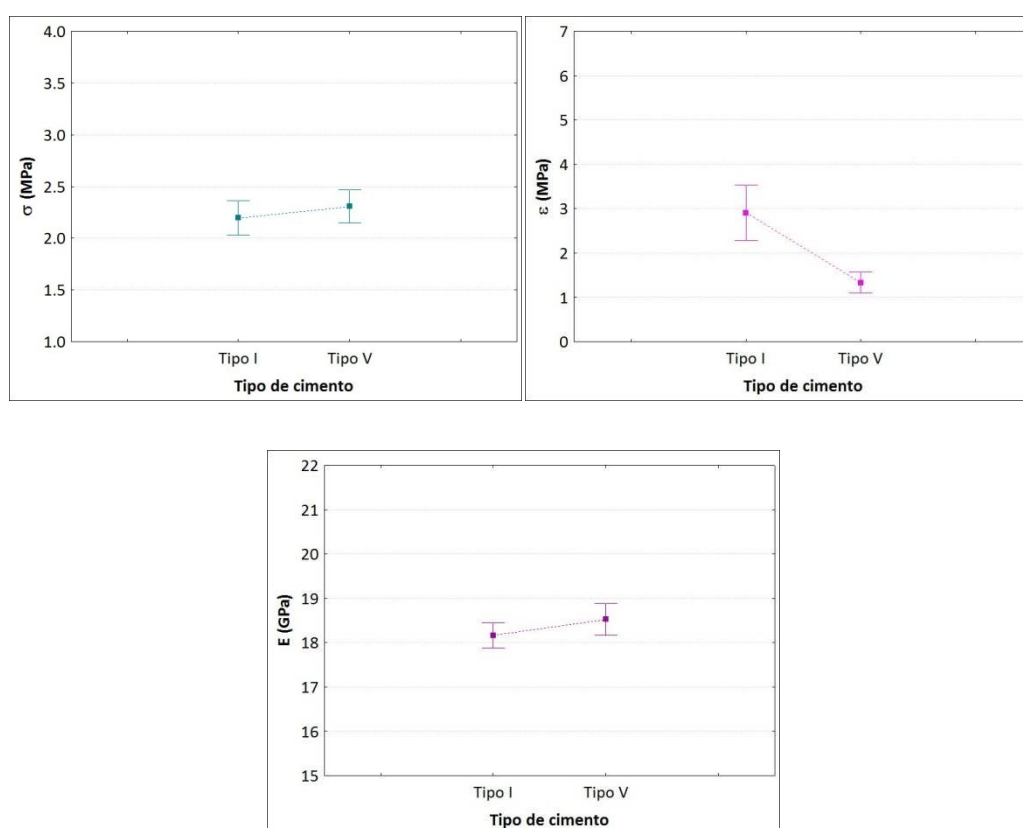 4.0
3.5
3.0
2.5
2.0
1.5
1.0
σ (MPa)
Tipo I Tipo V
Tipo de cimento
7
6
5
4
3
2
1
0
ε (MPa)
Tipo I Tipo V
Tipo de cimento
22
21
20
19
18
17
16
15
E (GPa)
Tipo I Tipo V
Tipo de cimento